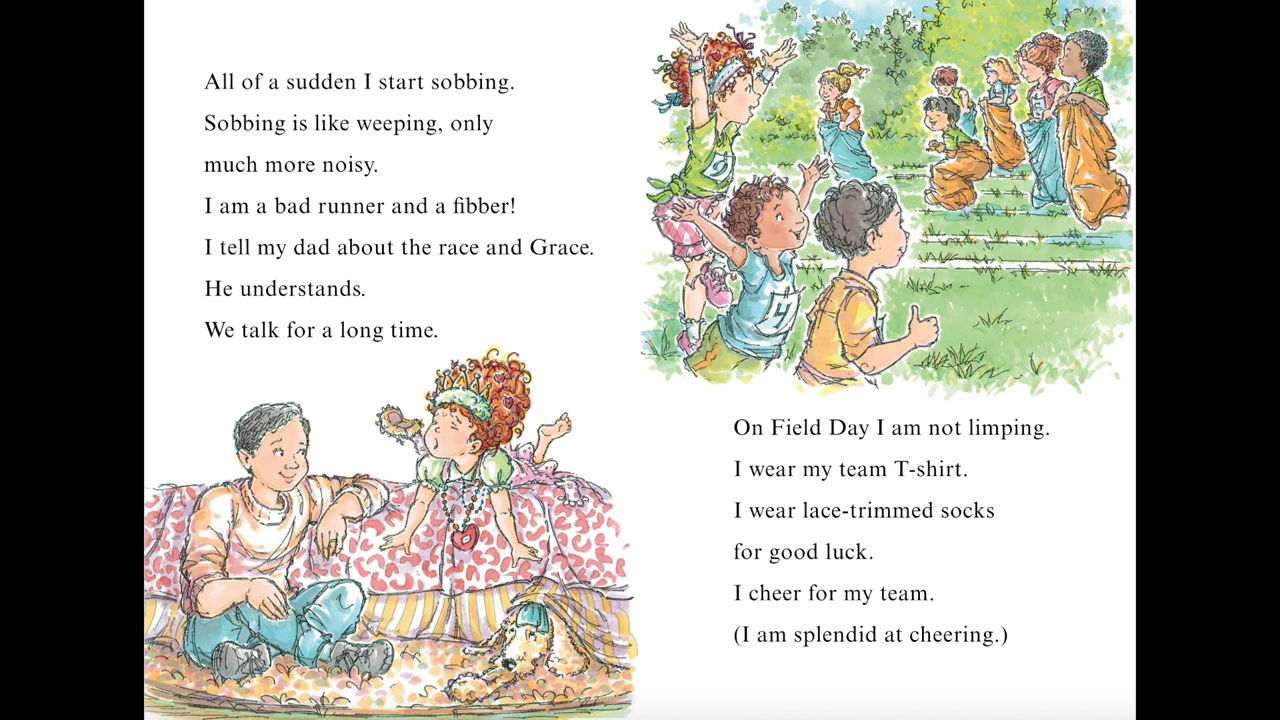 All of a sudden I start sobbing.
Sobbing is like weeping, only
much more noisy.
I am a bad runner and a fibber!
I tell my dad about the race and Grace.
He understands.
We talk for a long time.
9
4
On Field Day I am not limping.
I wear my team T-shirt.
I wear lace-trimmed socks
for good luck.
I cheer for my team.
(I am splendid at cheering.)